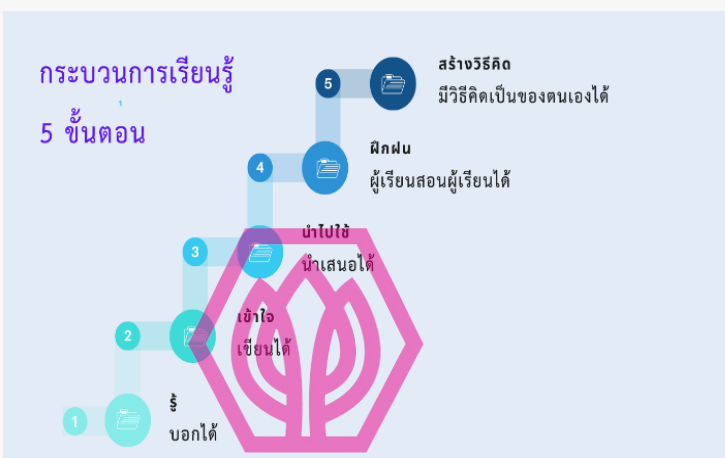 กระบวนการเรียนรู้
5 ขั้นตอน
5
สร้างวิธีคิด
มีวิธีคิดเป็นของตนเองได้
4
ฝึกฝน
ผู้เรียนสอนผู้เรียนได้
3
นำไปใช้
นำเสนอได้
2
เข้าใจ
เขียนได้
1
รู้
บอกได้